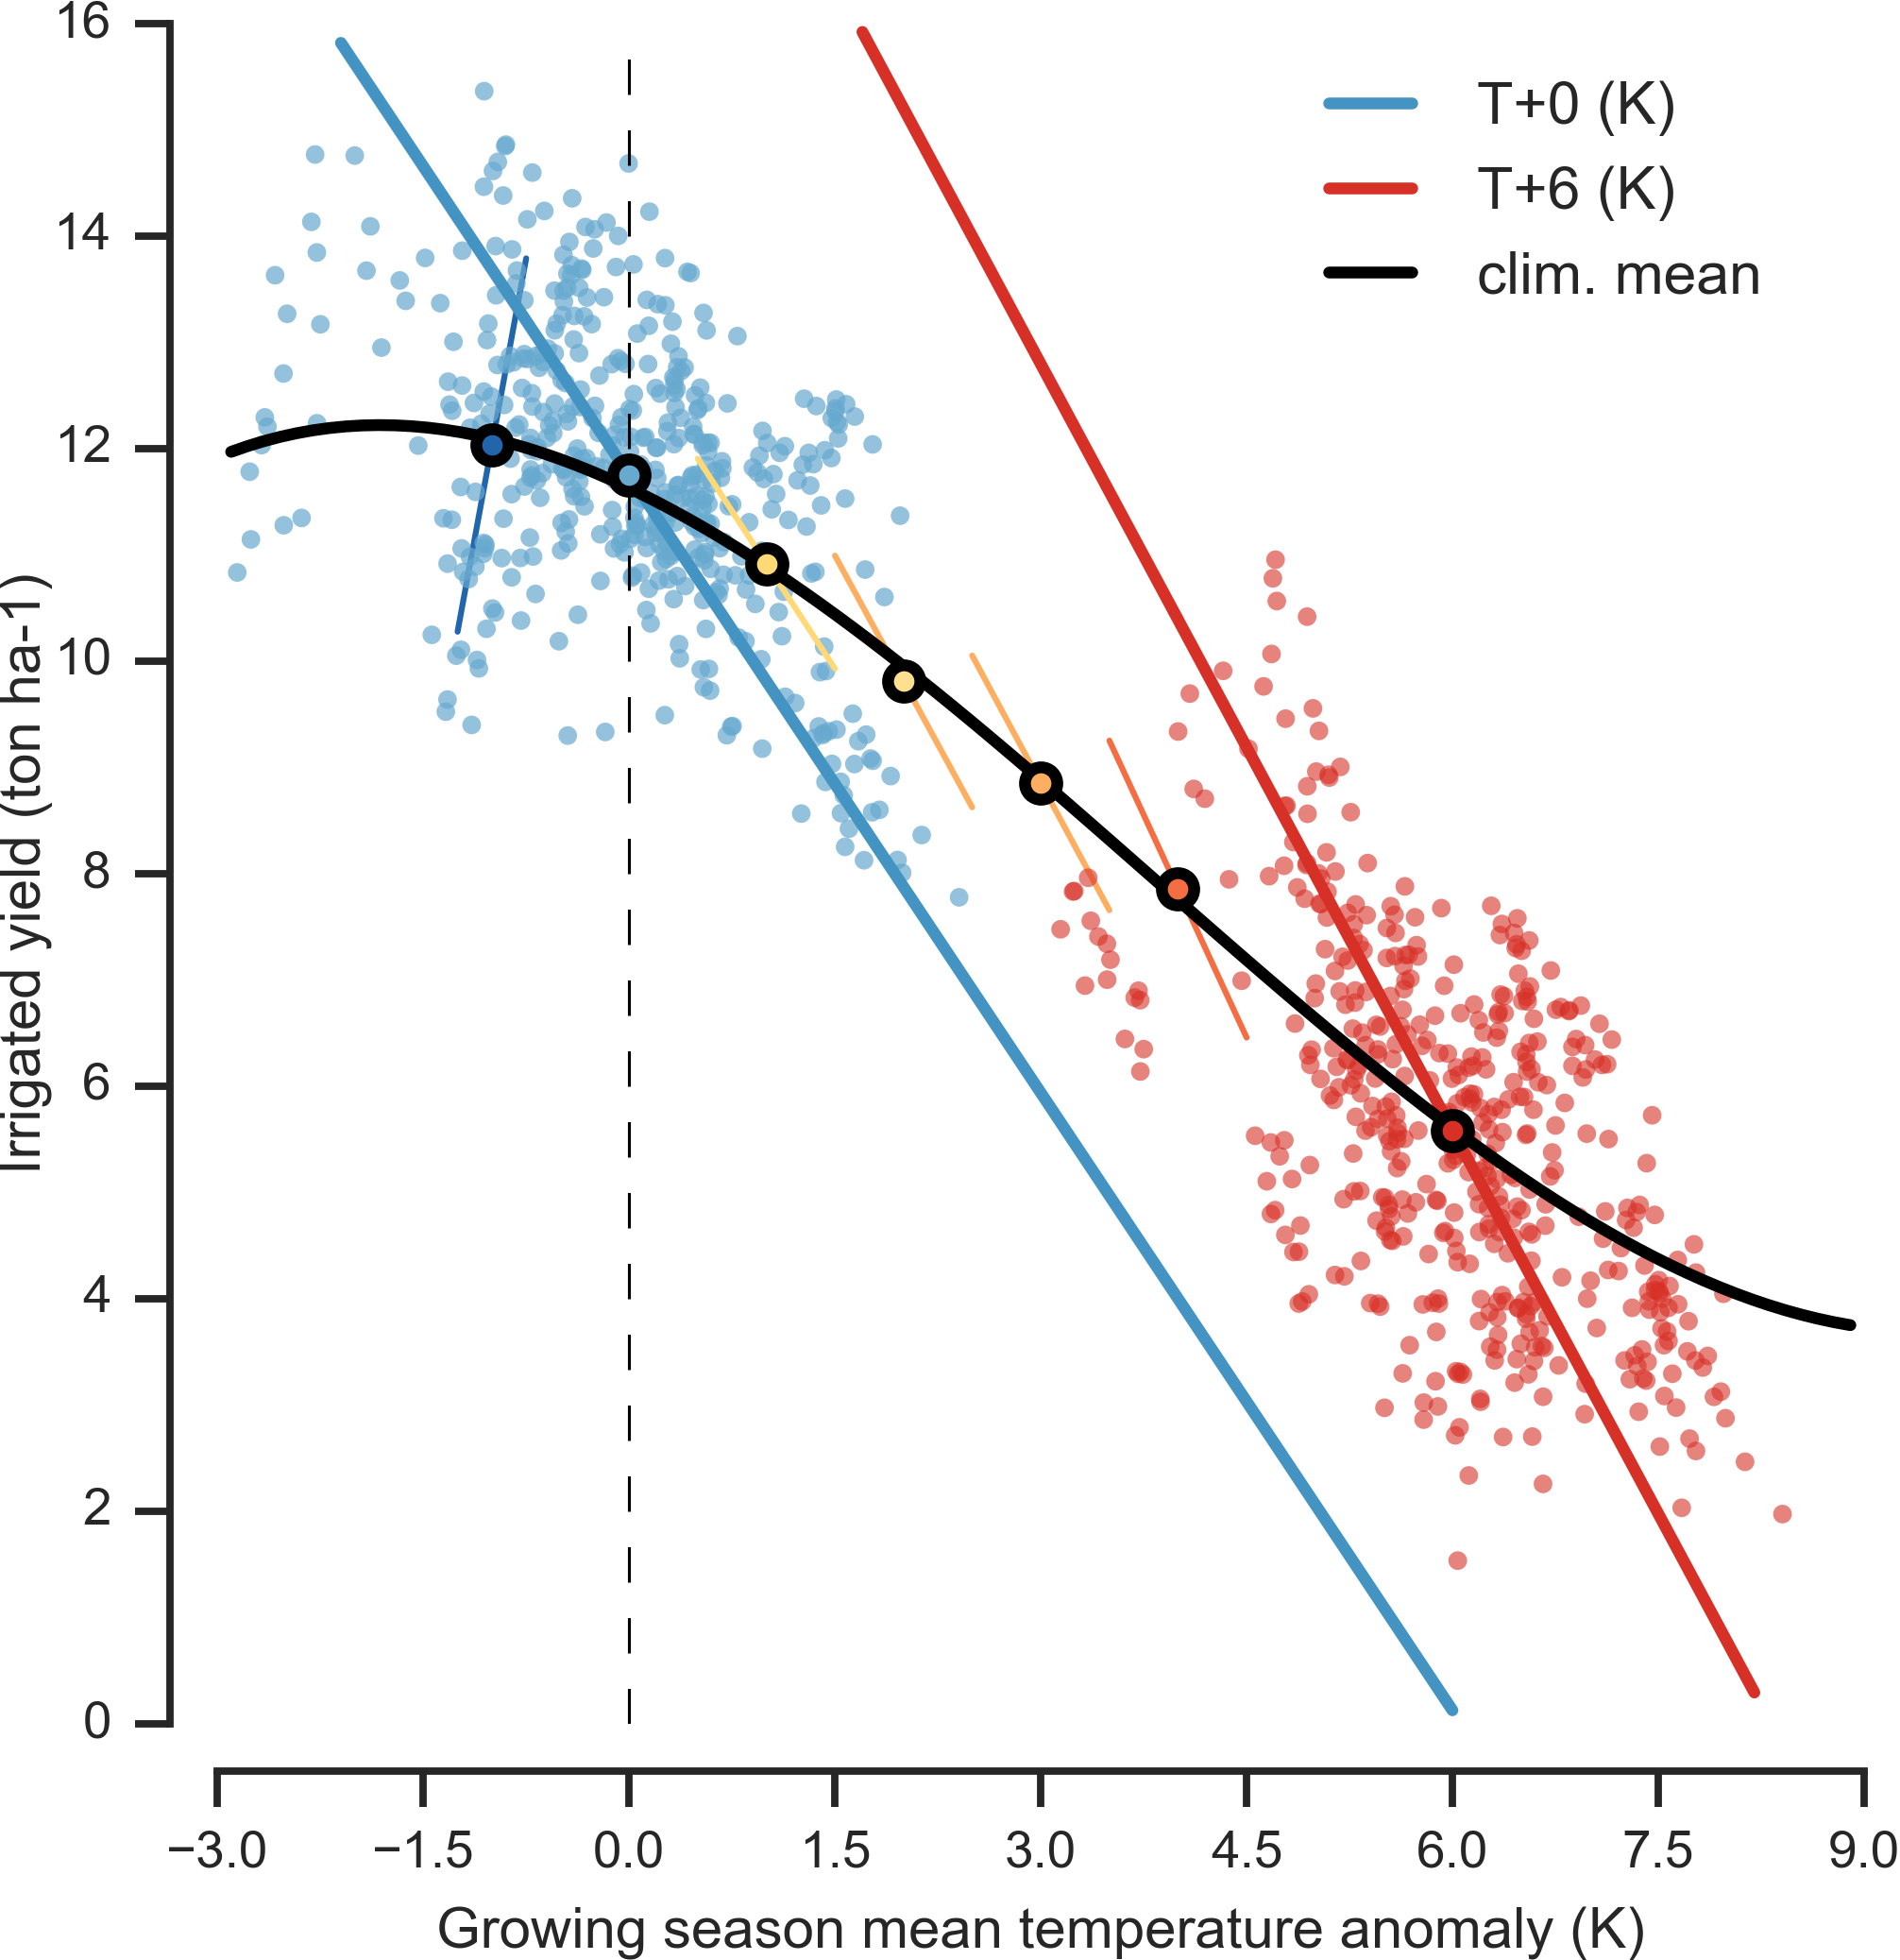 16
14
12
10
8
6
4
2
0
Irrigated yield (ton ha-1)
T+0 (K)
T+6 (K)
clim. mean
−3.0 −1.5 0.0 1.5 3.0 4.5 6.0 7.5 9.0
Growing season mean temperature anomaly (K)